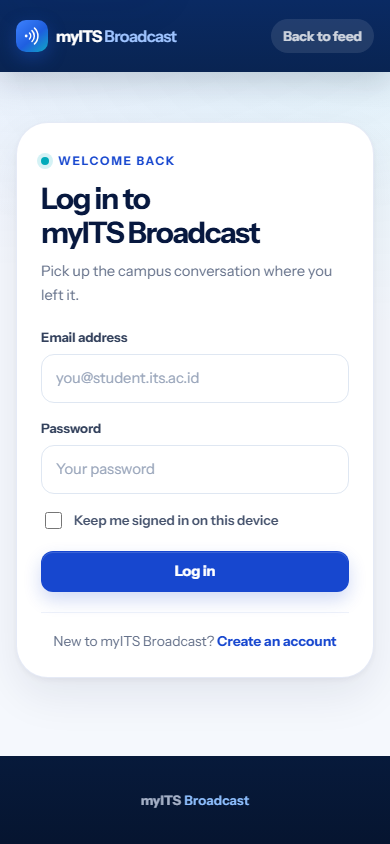 myITS Broadcast
Back to feed
WELCOME BACK
Log in to
myITS Broadcast
Pick up the campus conversation where you
left it.
Email address
you@student.its.ac.id
Password
Your password
Keep me signed in on this device
Log in
New to myITS Broadcast? Create an account
myITS Broadcast